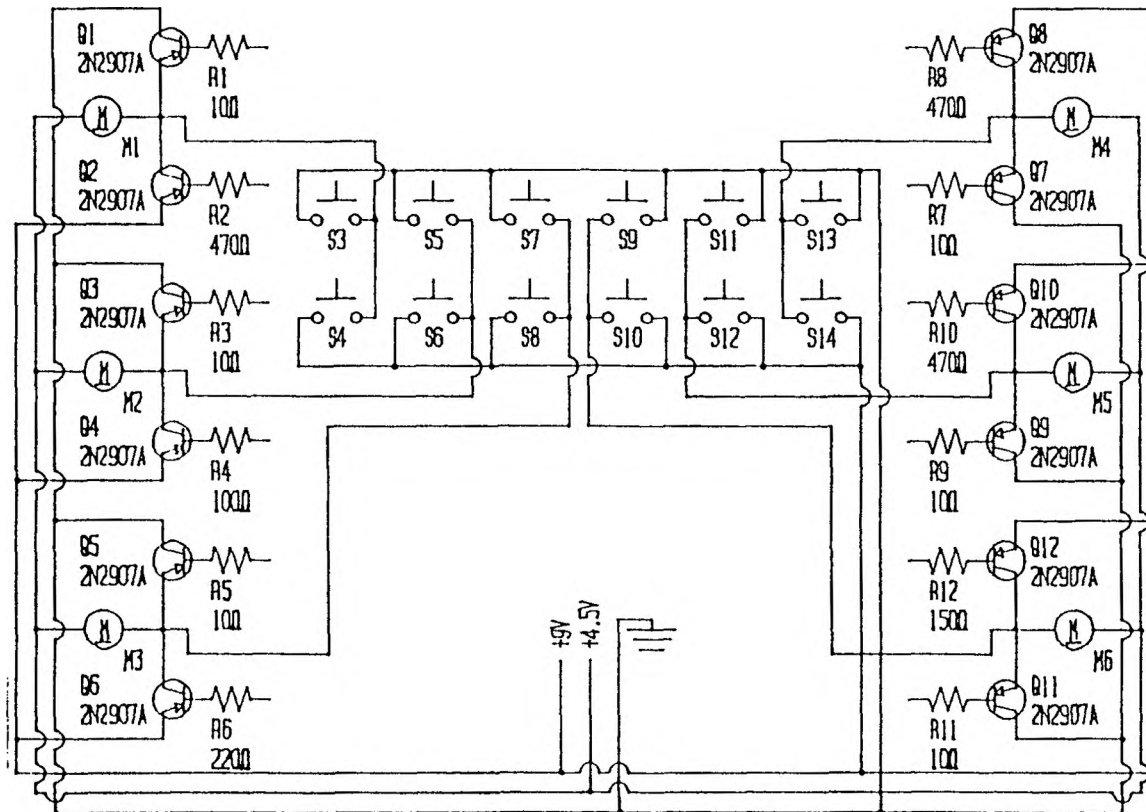 Q1
2N2907A
R1
10Ω
M1
Q2
2N2907A
R2
470Ω
Q3
2N2907A
R3
10Ω
M2
Q4
2N2907A
R4
100Ω
Q5
2N2907A
R5
10Ω
M3
Q6
2N2907A
R6
220Ω
S3 S5 S7 S9 S11 S13
S4 S6 S8 S10 S12 S14
+9V
+4.5V
Q8
2N2907A
R8
470Ω
M4
Q7
2N2907A
R7
10Ω
Q10
2N2907A
R10
470Ω
M5
Q9
2N2907A
R9
10Ω
Q12
2N2907A
R12
150Ω
M6
Q11
2N2907A
R11
10Ω
M
M
M
M
M
M